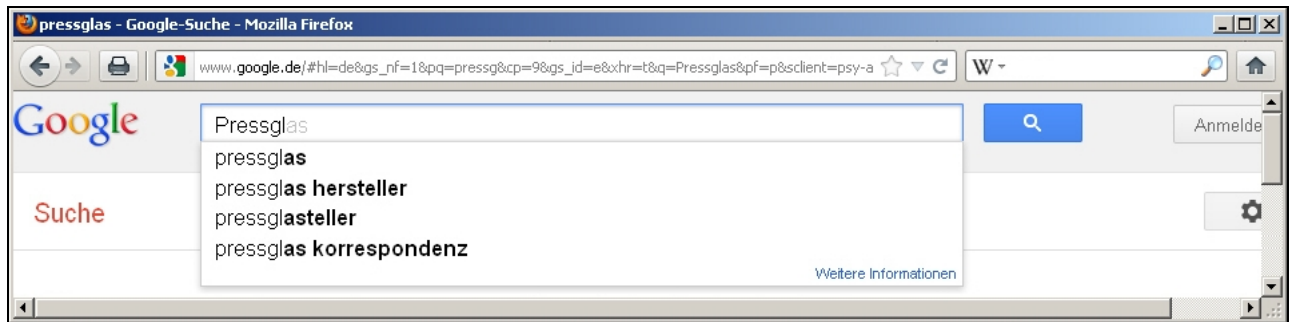 pressglas - Google-Suche - Mozilla Firefox
www.google.de/#hl=de&gs_nf=1&pq=pressg&cp=9&gs_id=e&xhr=t&q=Pressglas&pf=p&sclient=psy-a W
Google Pressglas Anmelde
pressglas
pressglas hersteller
Suche pressglasteller
pressglas korrespondenz
Weitere Informationen